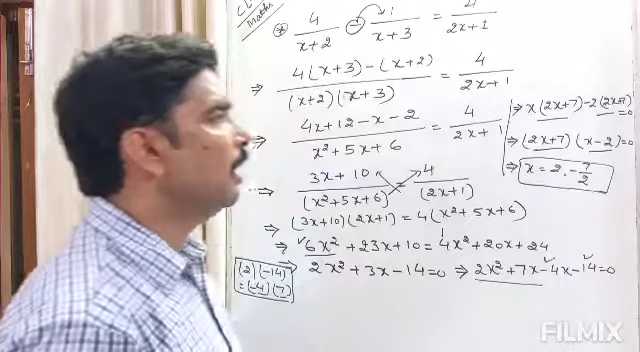 CL
Maths
* 4/(x+2) - 1/(x+3) = 4/(2x+1)
⇒ (4(x+3) - (x+2))/((x+2)(x+3)) = 4/(2x+1)
⇒ (4x+12-x-2)/(x²+5x+6) = 4/(2x+1)
⇒ (3x+10)/(x²+5x+6) = 4/(2x+1)
⇒ (3x+10)(2x+1) = 4(x²+5x+6)
⇒ 6x² + 23x + 10 = 4x² + 20x + 24
2x² + 3x - 14 = 0 ⇒ 2x² + 7x - 4x - 14 = 0
(2)(-14)
= (-4)(7)
⇒ x(2x+7) - 2(2x+7) = 0
⇒ (2x+7)(x-2) = 0
⇒ x = 2, -7/2
FILMIX